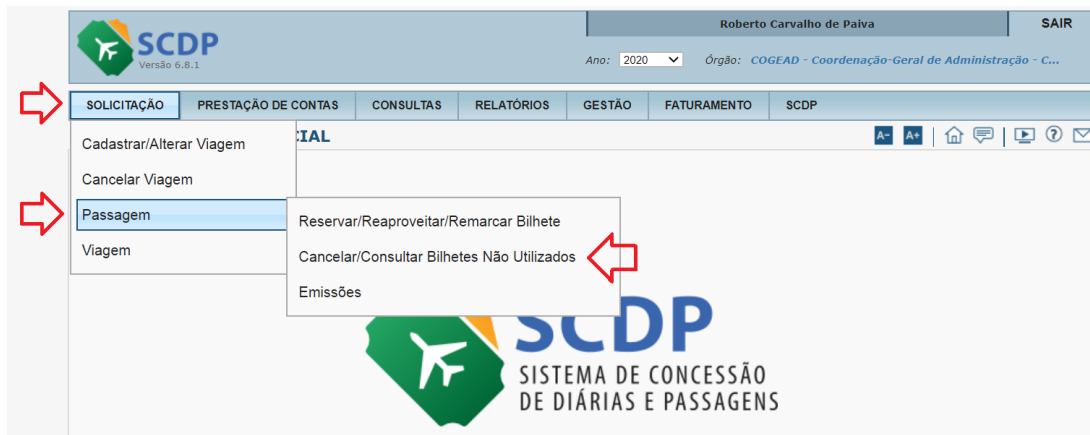 Roberto Carvalho de Paiva
SAIR
SCDP
Versão 6.8.1
Ano: 2020
Órgão: COGEAD - Coordenação-Geral de Administração - C...
SOLICITAÇÃO PRESTAÇÃO DE CONTAS CONSULTAS RELATÓRIOS GESTÃO FATURAMENTO SCDP
CIAL
A- A+
Cadastrar/Alterar Viagem
Cancelar Viagem
Passagem
Viagem
Reservar/Reaproveitar/Remarcar Bilhete
Cancelar/Consultar Bilhetes Não Utilizados
Emissões
SCDP
SISTEMA DE CONCESSÃO
DE DIÁRIAS E PASSAGENS